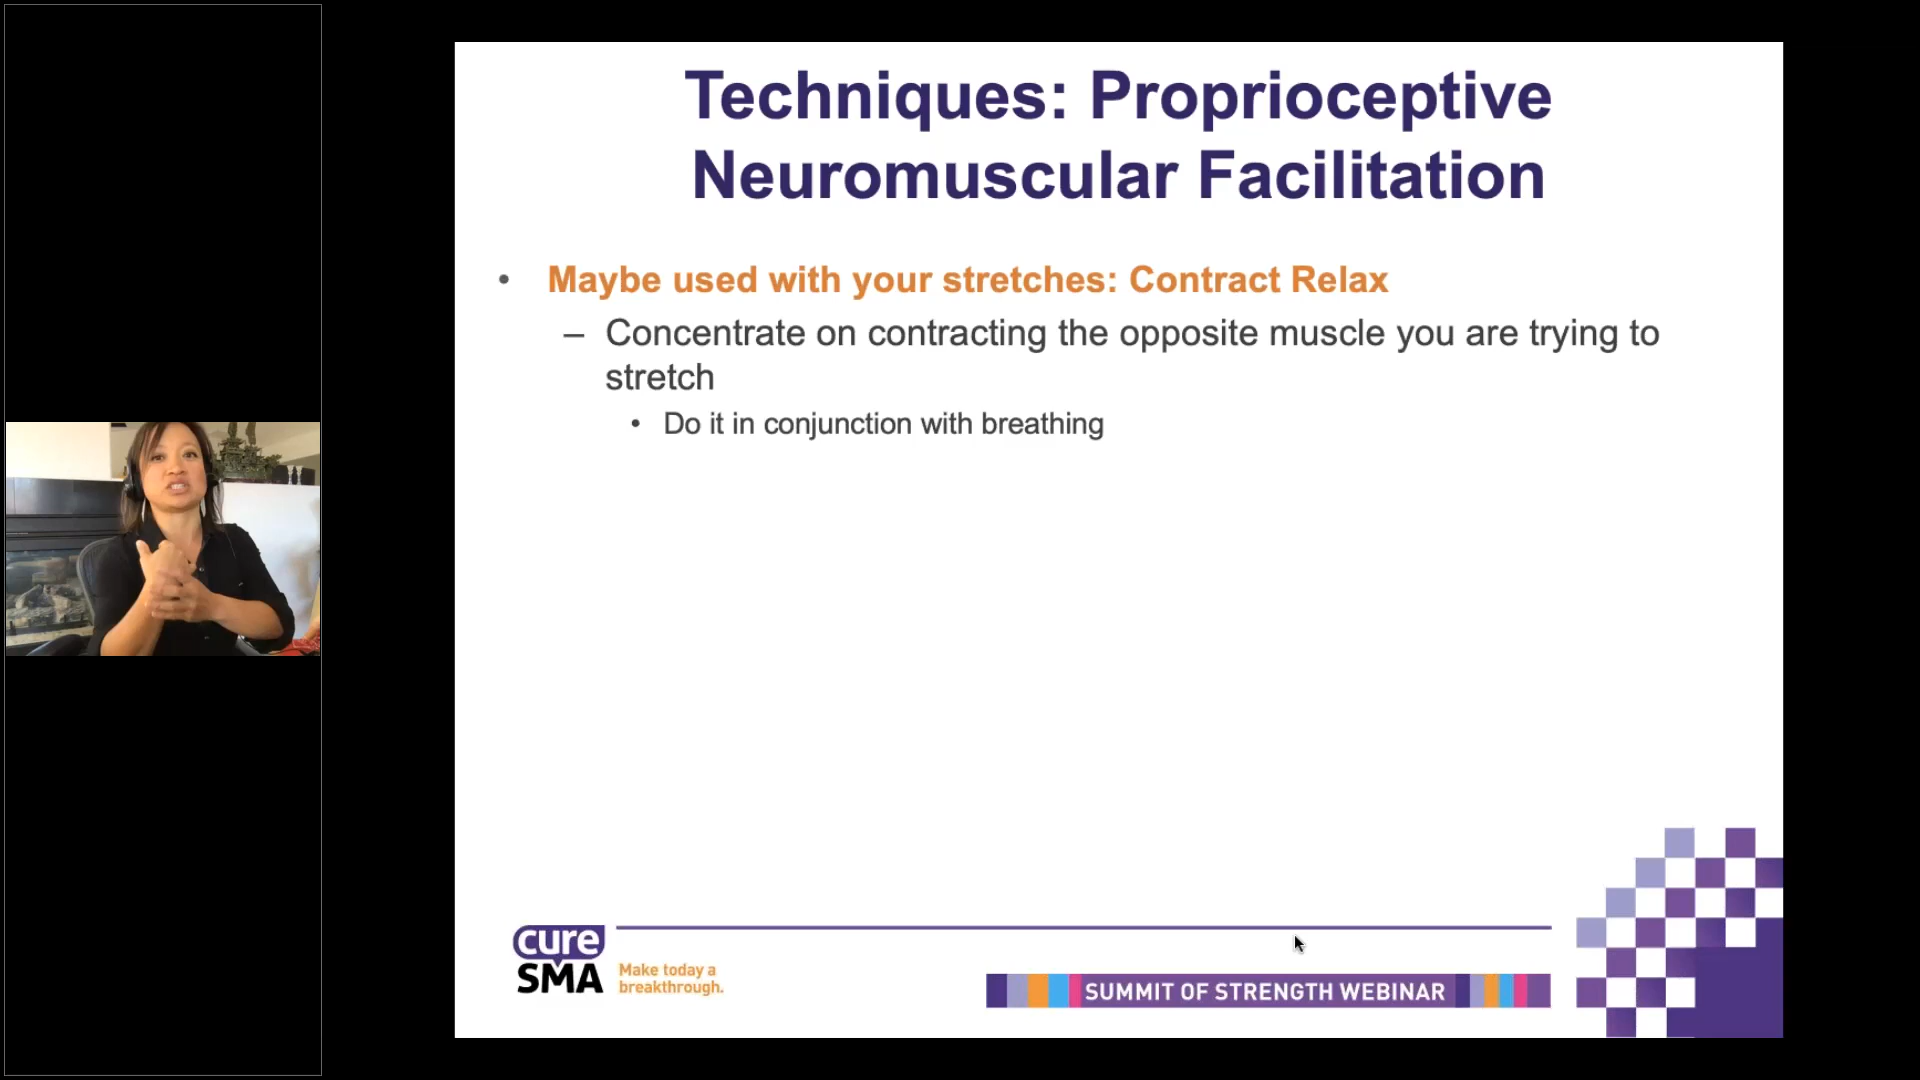 Techniques: Proprioceptive
Neuromuscular Facilitation
• Maybe used with your stretches: Contract Relax
– Concentrate on contracting the opposite muscle you are trying to
stretch
• Do it in conjunction with breathing
cure
SMA
Make today a
breakthrough.
SUMMIT OF STRENGTH WEBINAR